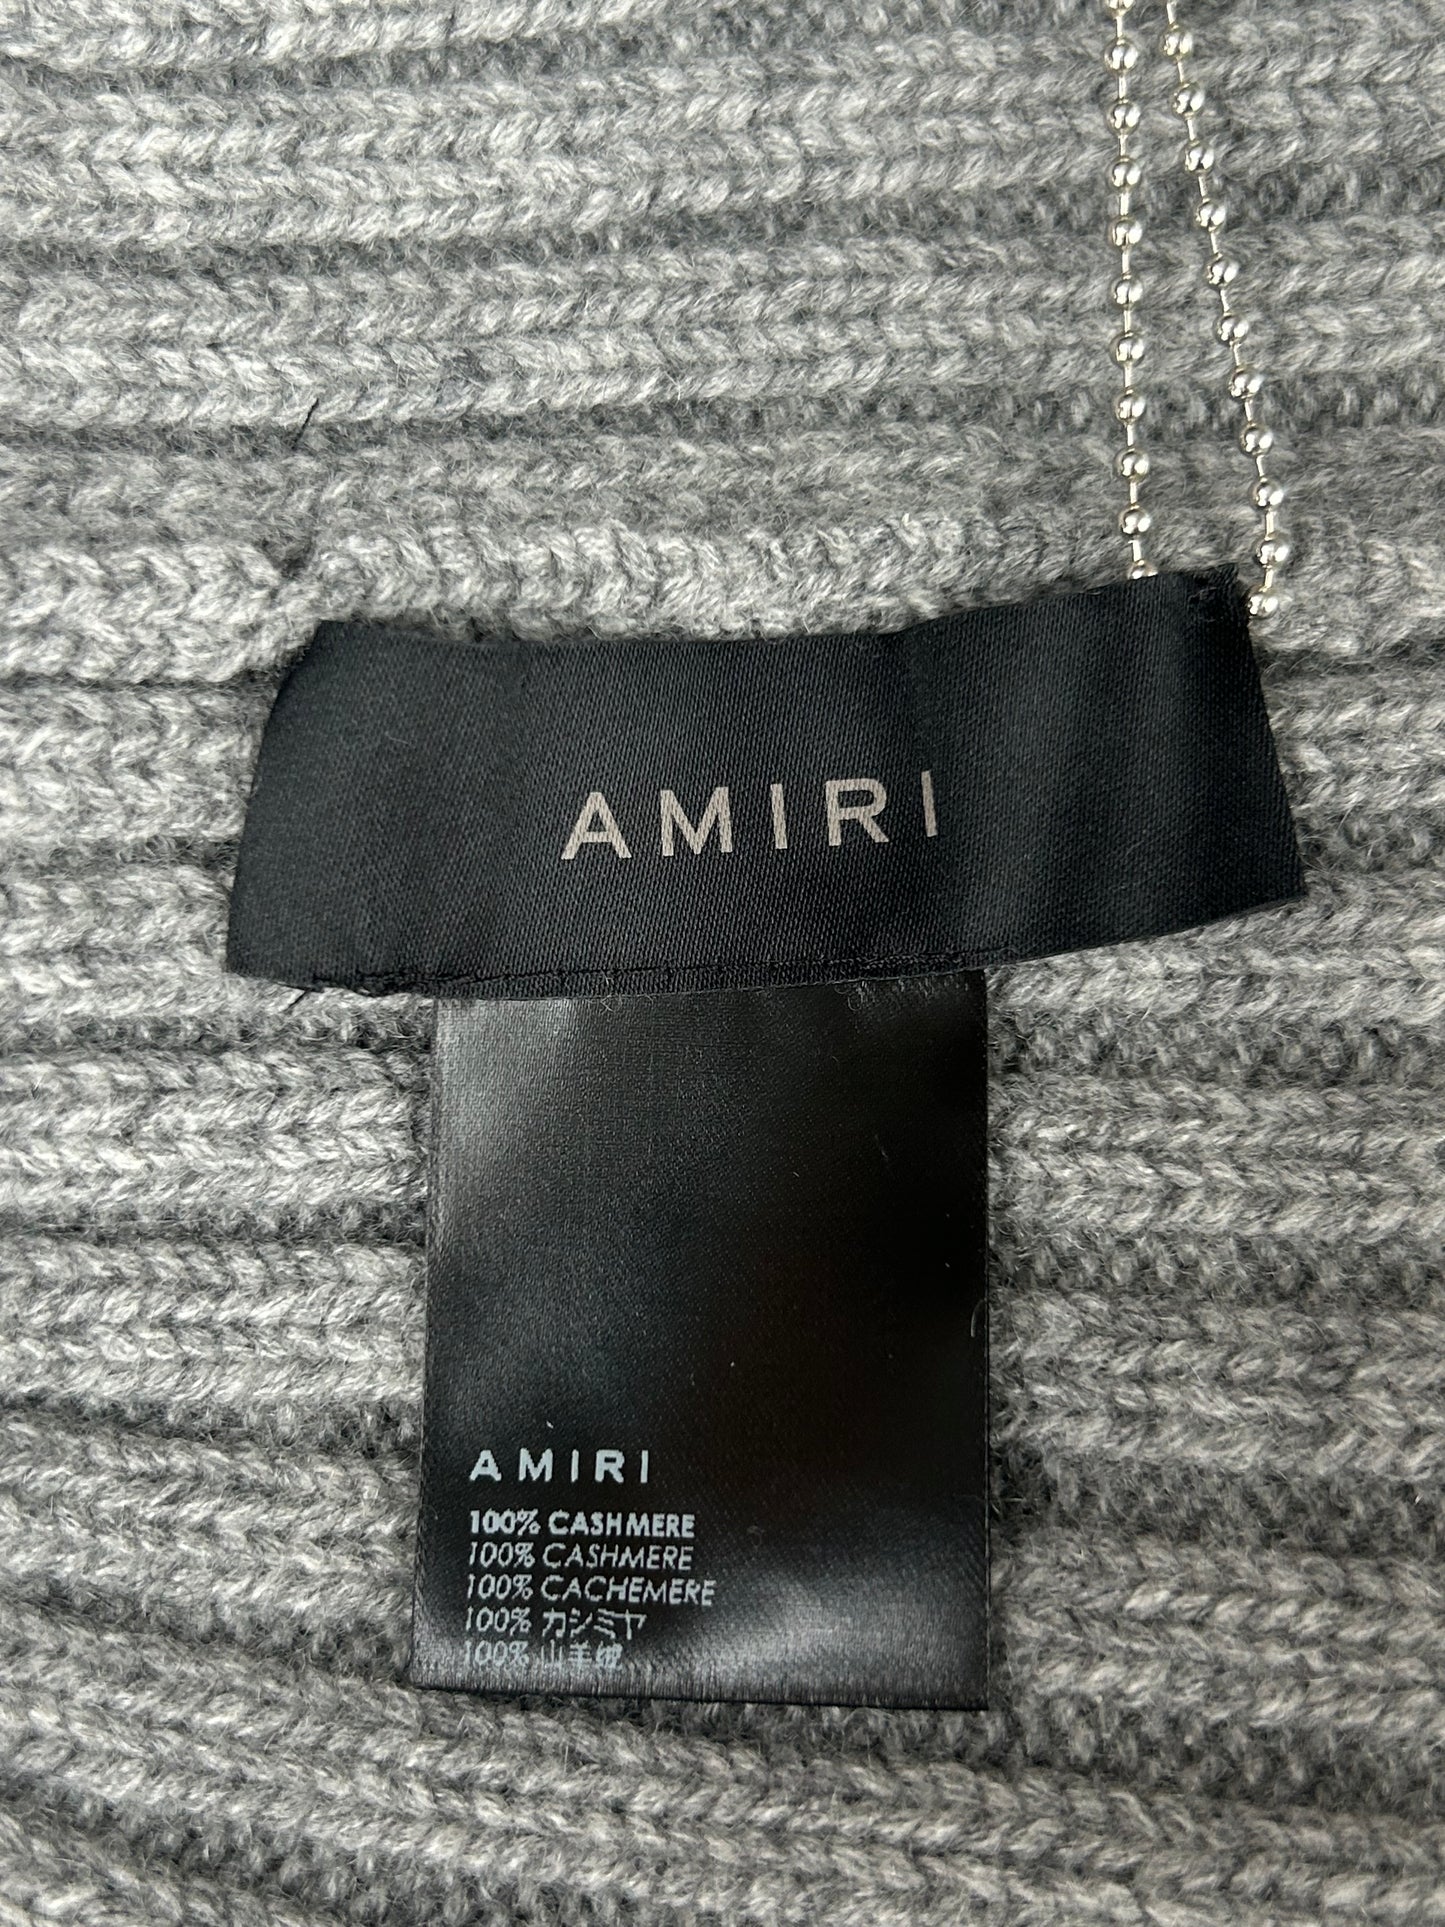 AMIRI
AMIRI
100% CASHMERE
100% CASHMERE
100% CACHEMERE
100% カシミヤ
100% 山羊绒